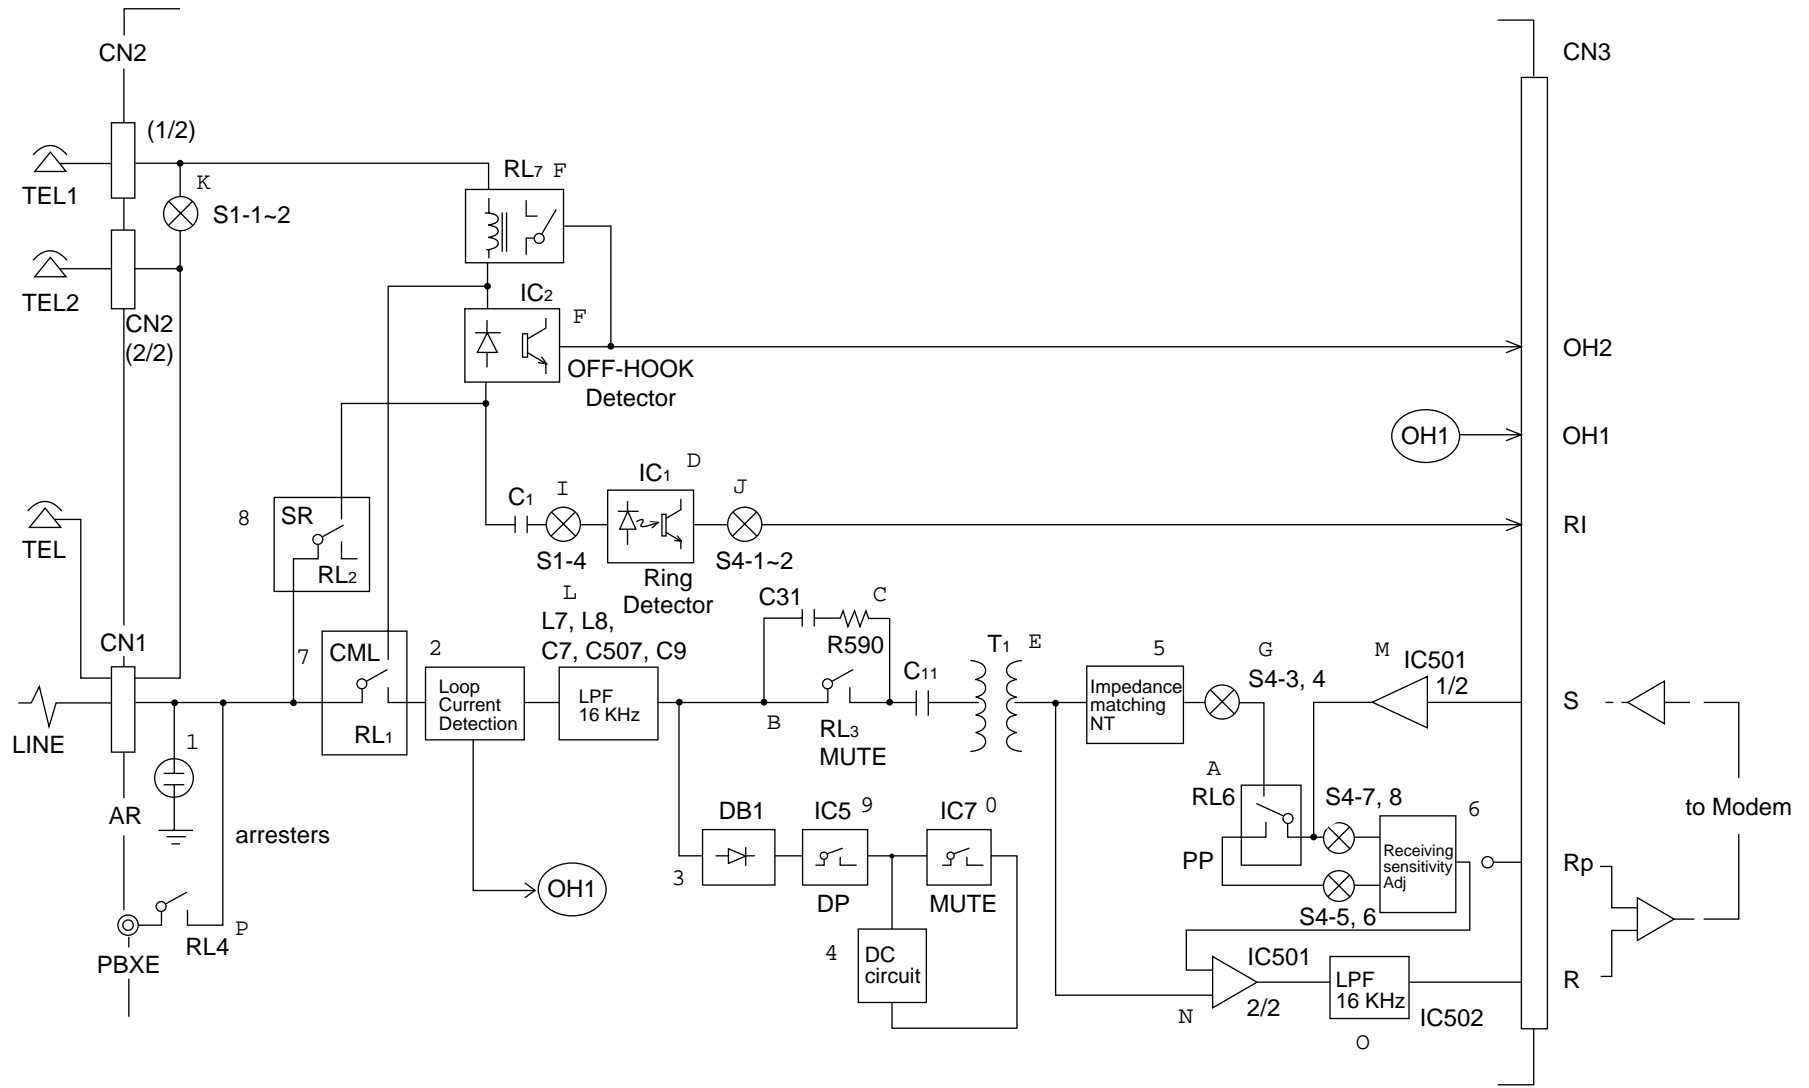 CN2
CN3
(1/2)
TEL1
K
S1-1~2
RL7 F
TEL2
CN2
(2/2)
IC2
F
OFF-HOOK
Detector
OH2
OH1
OH1
8
SR
RL2
TEL
C1
I
S1-4
IC1
D
Ring
Detector
J
S4-1~2
RI
L
L7, L8,
C7, C507, C9
C31
C
R590
CN1
7
CML
RL1
2
Loop
Current
Detection
LPF
16 KHz
B
RL3
MUTE
C11
T1
E
5
Impedance
matching
NT
G
S4-3, 4
M
IC501
1/2
S
LINE
1
AR
arresters
OH1
3
DB1
IC5
9
DP
IC7
0
MUTE
4
DC
circuit
A
RL6
PP
S4-7, 8
6
Receiving
sensitivity
Adj
S4-5, 6
to Modem
Rp
PBXE
RL4
P
N
IC501
2/2
LPF
16 KHz
IC502
O
R